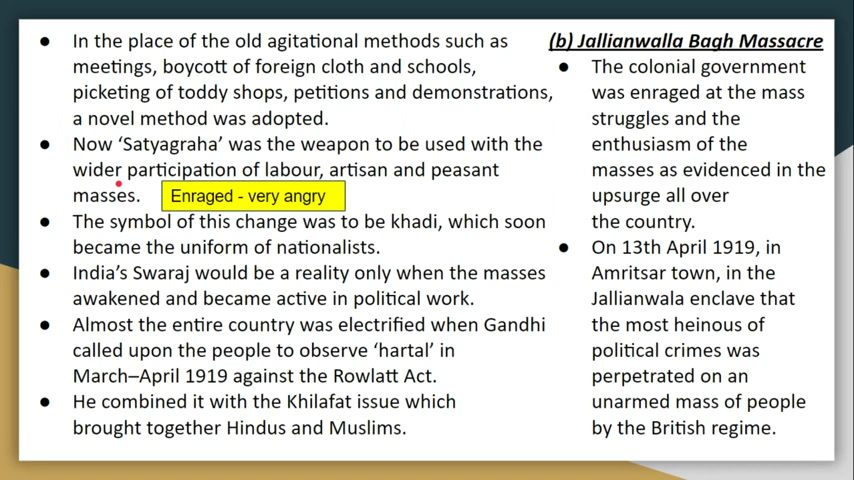 ● In the place of the old agitational methods such as
meetings, boycott of foreign cloth and schools,
picketing of toddy shops, petitions and demonstrations,
a novel method was adopted.
● Now ‘Satyagraha’ was the weapon to be used with the
wider participation of labour, artisan and peasant
masses.
Enraged - very angry
● The symbol of this change was to be khadi, which soon
became the uniform of nationalists.
● India’s Swaraj would be a reality only when the masses
awakened and became active in political work.
● Almost the entire country was electrified when Gandhi
called upon the people to observe ‘hartal’ in
March–April 1919 against the Rowlatt Act.
● He combined it with the Khilafat issue which
brought together Hindus and Muslims.
(b) Jallianwalla Bagh Massacre
● The colonial government
was enraged at the mass
struggles and the
enthusiasm of the
masses as evidenced in the
upsurge all over
the country.
● On 13th April 1919, in
Amritsar town, in the
Jallianwala enclave that
the most heinous of
political crimes was
perpetrated on an
unarmed mass of people
by the British regime.